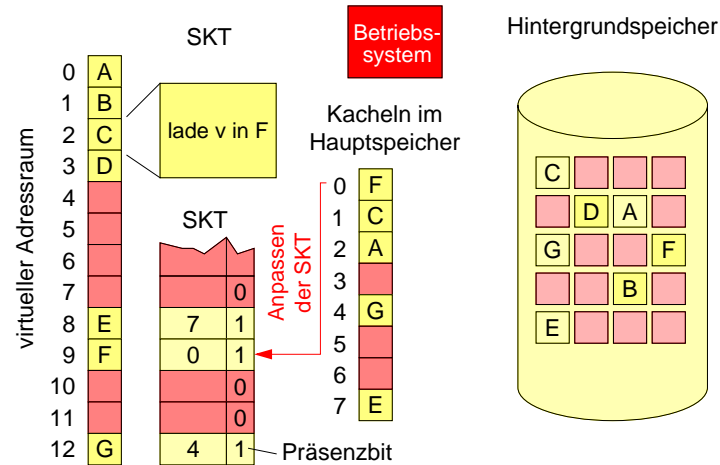 SKT
Betriebs-
system
Hintergrundspeicher
virtueller Adressraum
0 A
1 B
2 C
3 D
4
5
6
7
8 E
9 F
10
11
12 G
lade v in F
SKT
0
7 1
0 1
0
0
4 1
Präsenzbit
Anpassen
der SKT
Kacheln im
Hauptspeicher
0 F
1 C
2 A
3
4 G
5
6
7 E
C
D A
G F
B
E